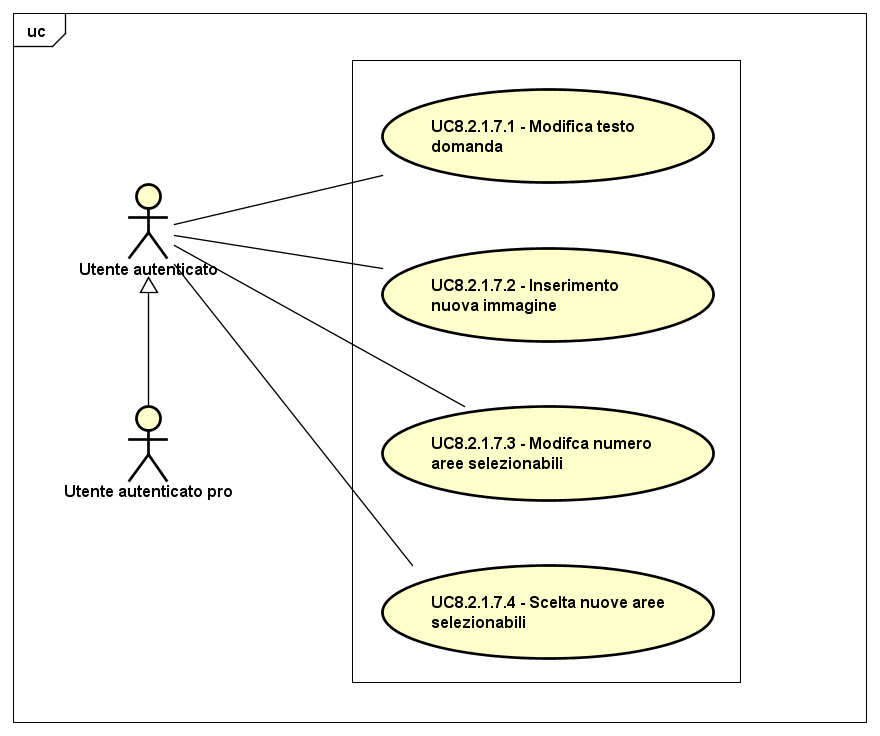 uc
UC8.2.1.7.1 - Modifica testo
domanda
Utente autenticato
UC8.2.1.7.2 - Inserimento
nuova immagine
UC8.2.1.7.3 - Modifca numero
aree selezionabili
Utente autenticato pro
UC8.2.1.7.4 - Scelta nuove aree
selezionabili